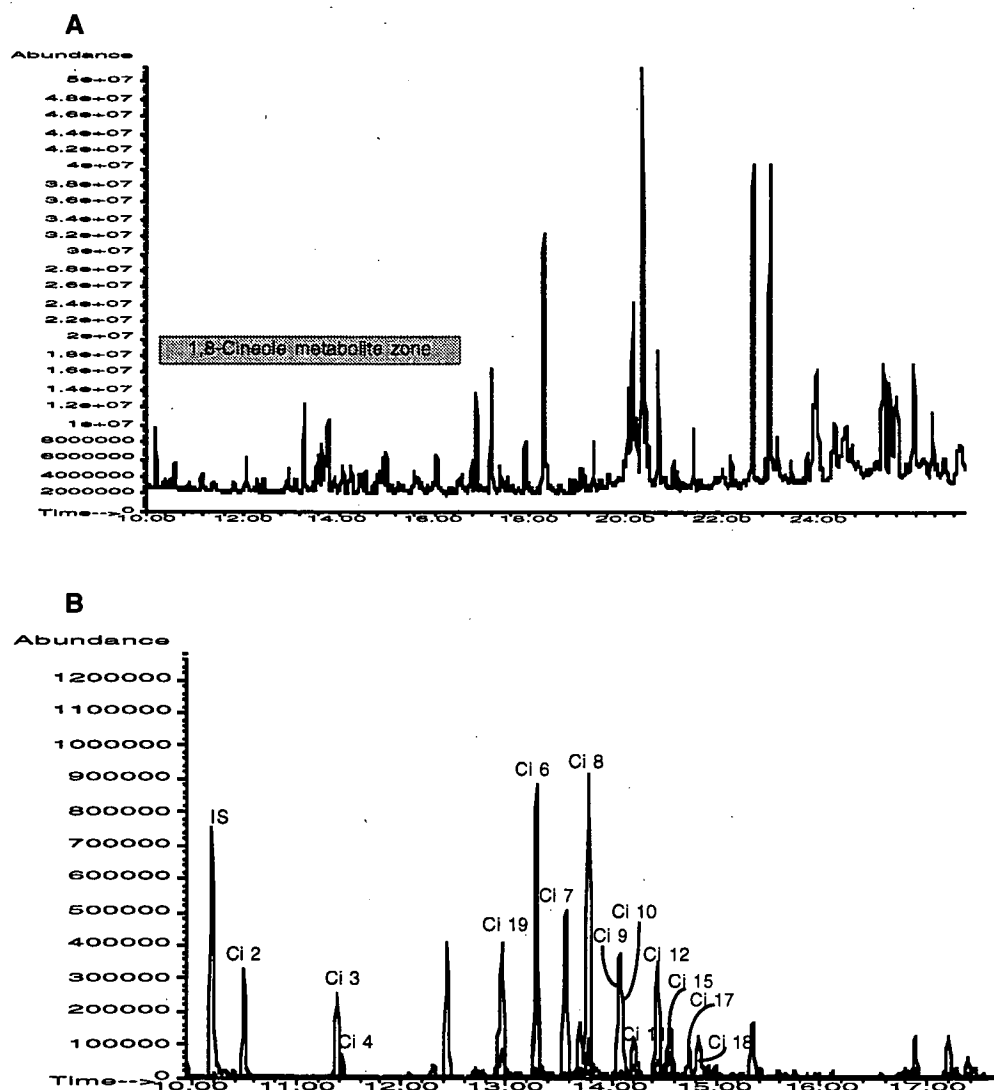 A
Abundance
5e+07
4.8e+07
4.6e+07
4.4e+07
4.2e+07
4e+07
3.8e+07
3.6e+07
3.4e+07
3.2e+07
3e+07
2.8e+07
2.6e+07
2.4e+07
2.2e+07
2e+07
1.8e+07
1.6e+07
1.4e+07
1.2e+07
1e+07
8000000
6000000
4000000
2000000
0
1,8-Cineole metabolite zone
Time-->
10:00 12:00 14:00 16:00 18:00 20:00 22:00 24:00
B
Abundance
1200000
1100000
1000000
900000
800000
700000
600000
500000
400000
300000
200000
100000
0
IS
Ci 2
Ci 3
Ci 4
Ci 19
Ci 6
Ci 7
Ci 8
Ci 9
Ci 10
Ci 12
Ci 15
Ci 17
Ci 18
Time-->
10:00 11:00 12:00 13:00 14:00 15:00 16:00 17:00